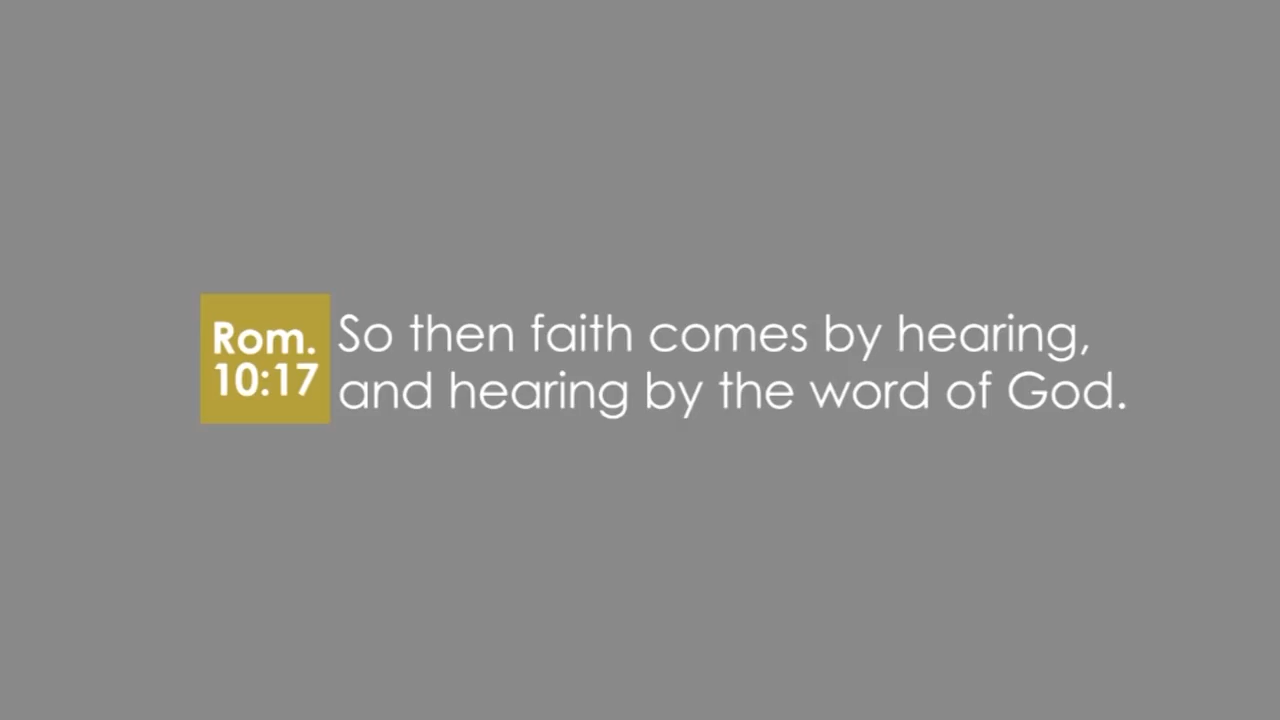 Rom.
10:17
So then faith comes by hearing,
and hearing by the word of God.